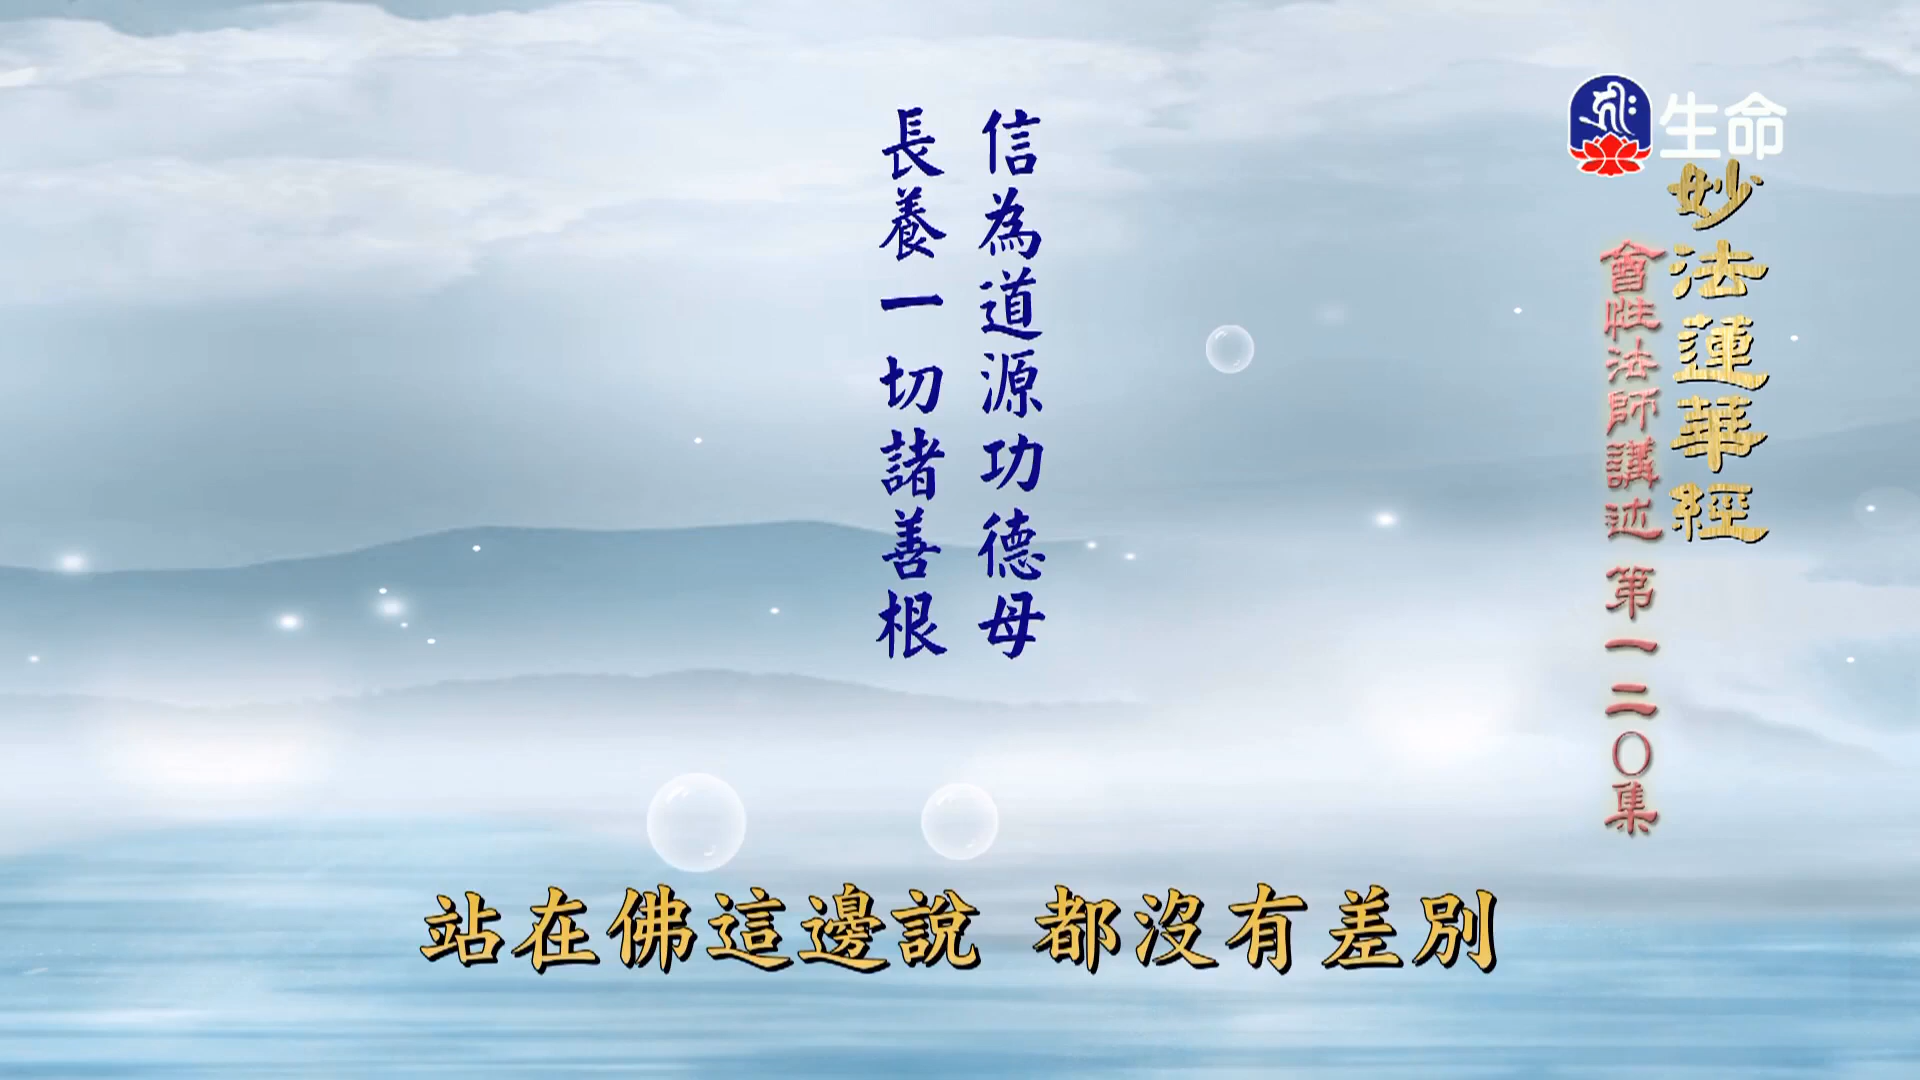 生命
妙法蓮華經
會性法師講述 第一二〇集
信為道源功德母
長養一切諸善根
站在佛這邊說 都沒有差別